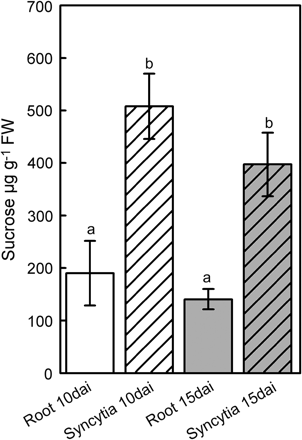 Sucrose µg g-1 FW
700
600
500
400
300
200
100
0
a
b
a
b
Root 10dai
Syncytia 10dai
Root 15dai
Syncytia 15dai